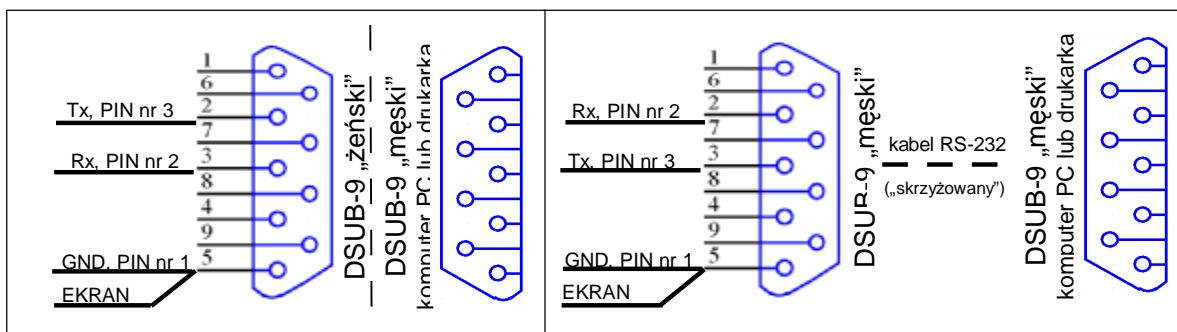 1
6
2
7
3
8
4
9
5
Tx, PIN nr 3
Rx, PIN nr 2
GND, PIN nr 1
EKRAN
DSUB-9 „żeński”
DSUB-9 „męski”
komputer PC lub drukarka
1
6
2
7
3
8
4
9
5
Rx, PIN nr 2
Tx, PIN nr 3
GND, PIN nr 1
EKRAN
DSUB-9 „męski”
kabel RS-232
(„skrzyżowany”)
DSUB-9 „męski”
komputer PC lub drukarka